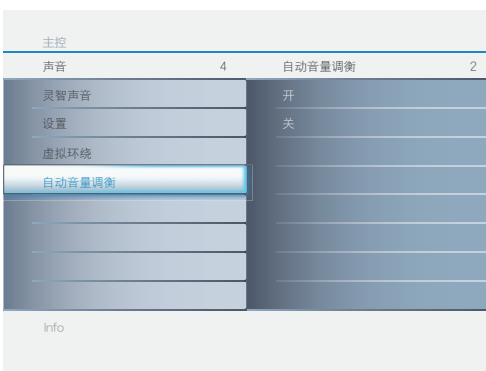 主控
声音 4 自动音量调衡 2
灵智声音 开
设置 关
虚拟环绕
自动音量调衡
Info